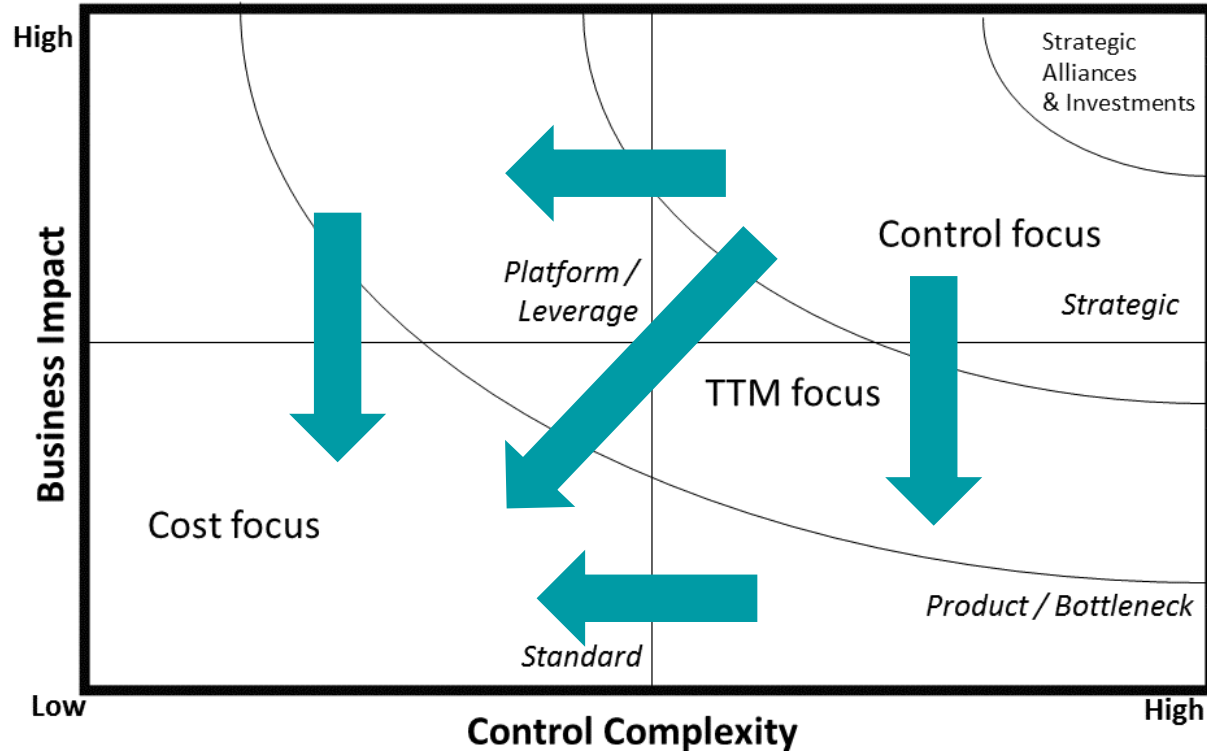 High
Strategic
Alliances
& Investments
Control focus
Platform /
Leverage
Strategic
Business Impact
TTM focus
Cost focus
Product / Bottleneck
Standard
Low
High
Control Complexity